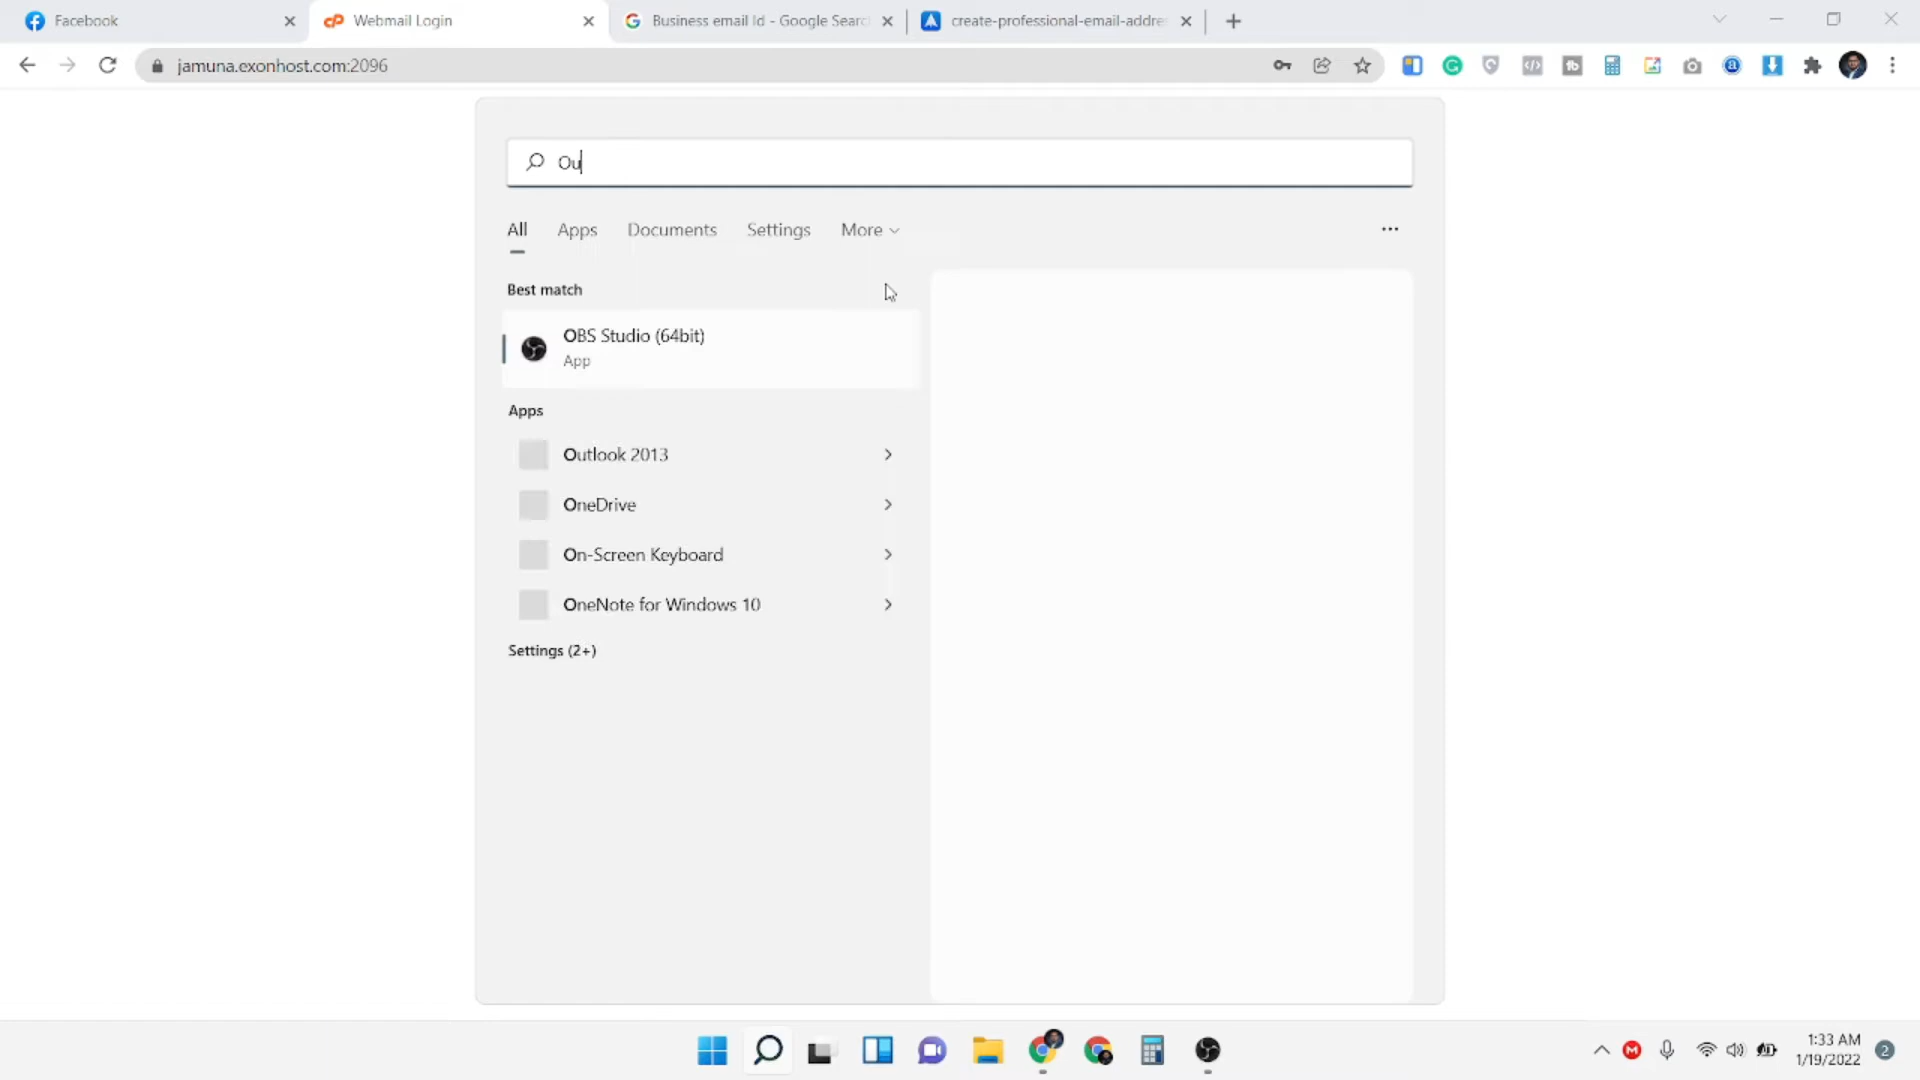 Facebook
Webmail Login
Business email Id - Google Searc
create-professional-email-addre
jamuna.exonhost.com:2096
Ou
All Apps Documents Settings More
Best match
OBS Studio (64bit)
App
Apps
Outlook 2013
OneDrive
On-Screen Keyboard
OneNote for Windows 10
Settings (2+)
1:33 AM
1/19/2022
2